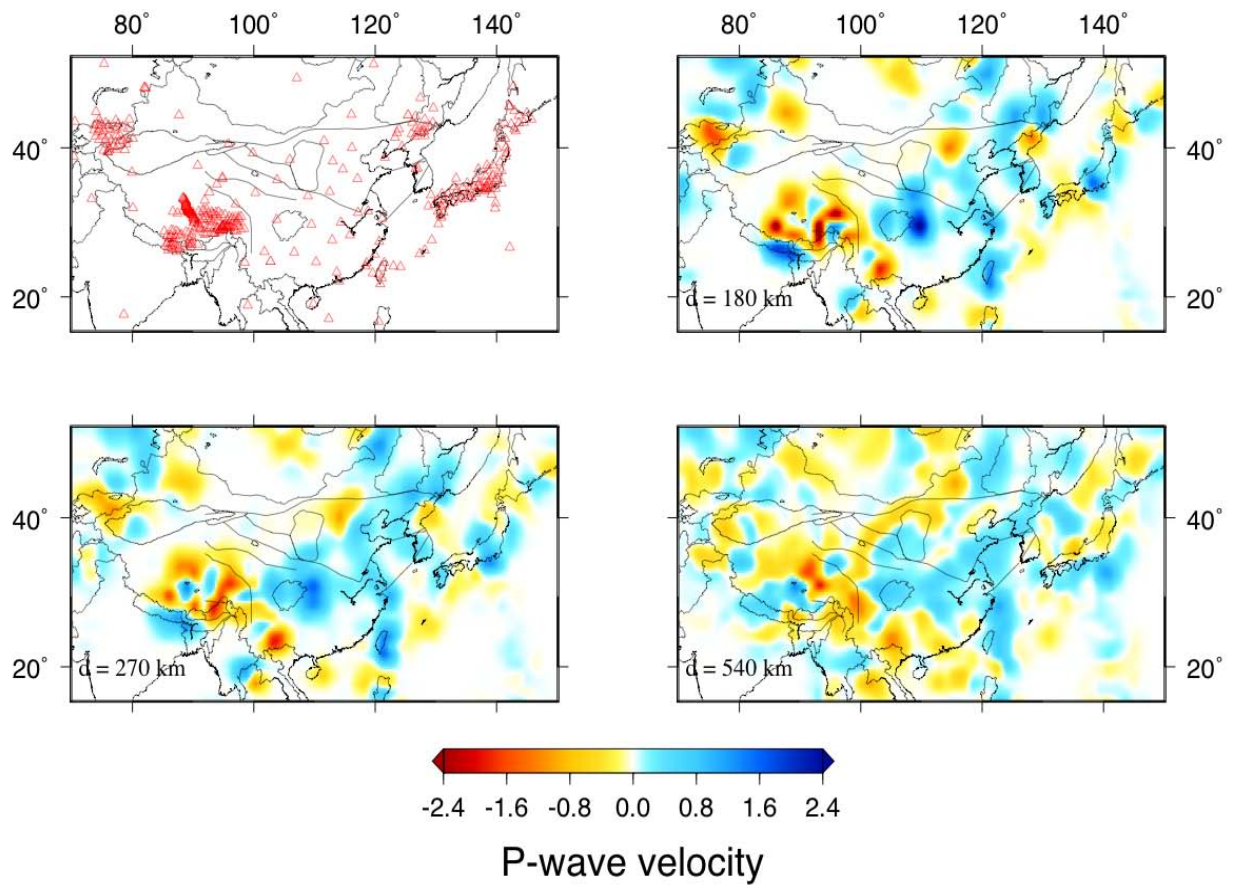 80° 100° 120° 140° 80° 100° 120° 140°
40° 40°
20° d = 180 km 20°
40° 40°
20° d = 270 km d = 540 km 20°
-2.4 -1.6 -0.8 0.0 0.8 1.6 2.4
P-wave velocity